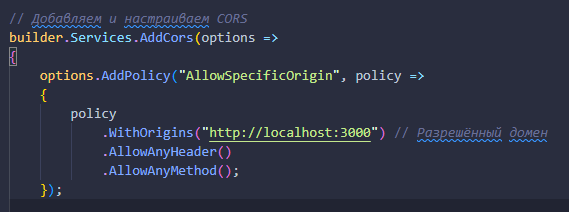 // Добавляем и настраиваем CORS
builder.Services.AddCors(options =>
{
    options.AddPolicy("AllowSpecificOrigin", policy =>
    {
        policy
            .WithOrigins("http://localhost:3000") // Разрешённый домен
            .AllowAnyHeader()
            .AllowAnyMethod();
    });